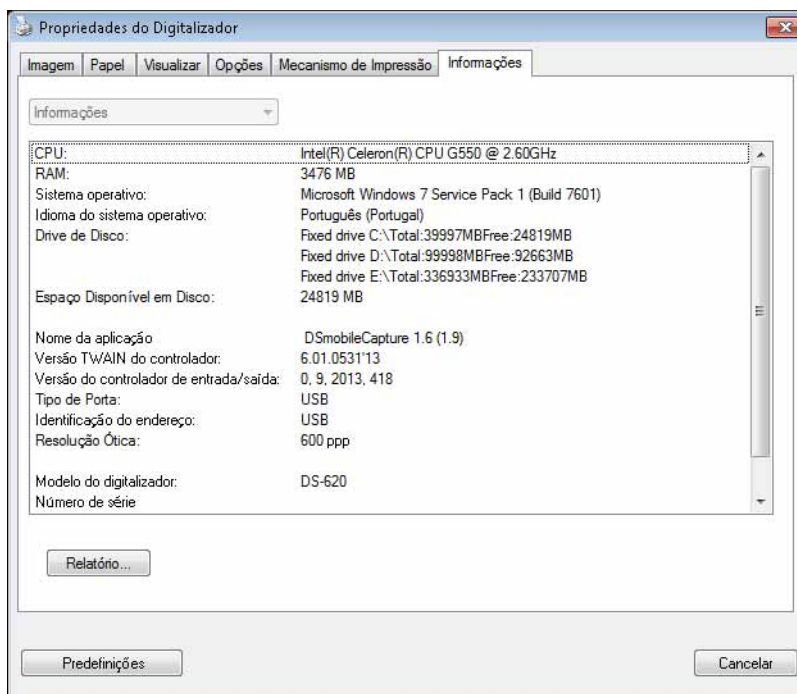 Propriedades do Digitalizador
Imagem Papel Visualizar Opções Mecanismo de Impressão Informações
Informações
CPU: Intel(R) Celeron(R) CPU G550 @ 2.60GHz
RAM: 3476 MB
Sistema operativo: Microsoft Windows 7 Service Pack 1 (Build 7601)
Idioma do sistema operativo: Português (Portugal)
Drive de Disco: Fixed drive C:\Total:39997MBFree:24819MB
Fixed drive D:\Total:99998MBFree:92663MB
Fixed drive E:\Total:336933MBFree:233707MB
Espaço Disponível em Disco: 24819 MB
Nome da aplicação DSmobileCapture 1.6 (1.9)
Versão TWAIN do controlador: 6.01.0531'13
Versão do controlador de entrada/saída: 0, 9, 2013, 418
Tipo de Porta: USB
Identificação do endereço: USB
Resolução Ótica: 600 ppp
Modelo do digitalizador: DS-620
Número de série
Relatório...
Predefinições Cancelar